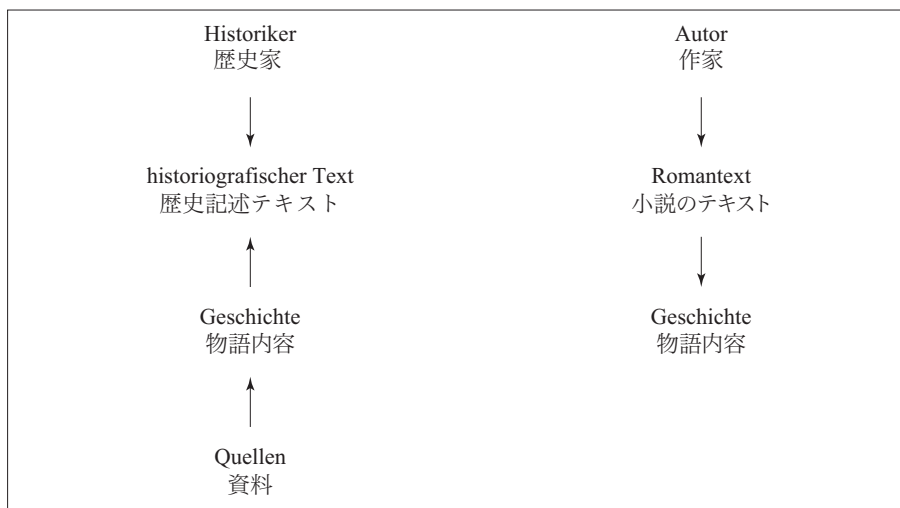 Historiker
歴史家
historiografischer Text
歴史記述テキスト
Geschichte
物語内容
Quellen
資料
Autor
作家
Romantext
小説のテキスト
Geschichte
物語内容